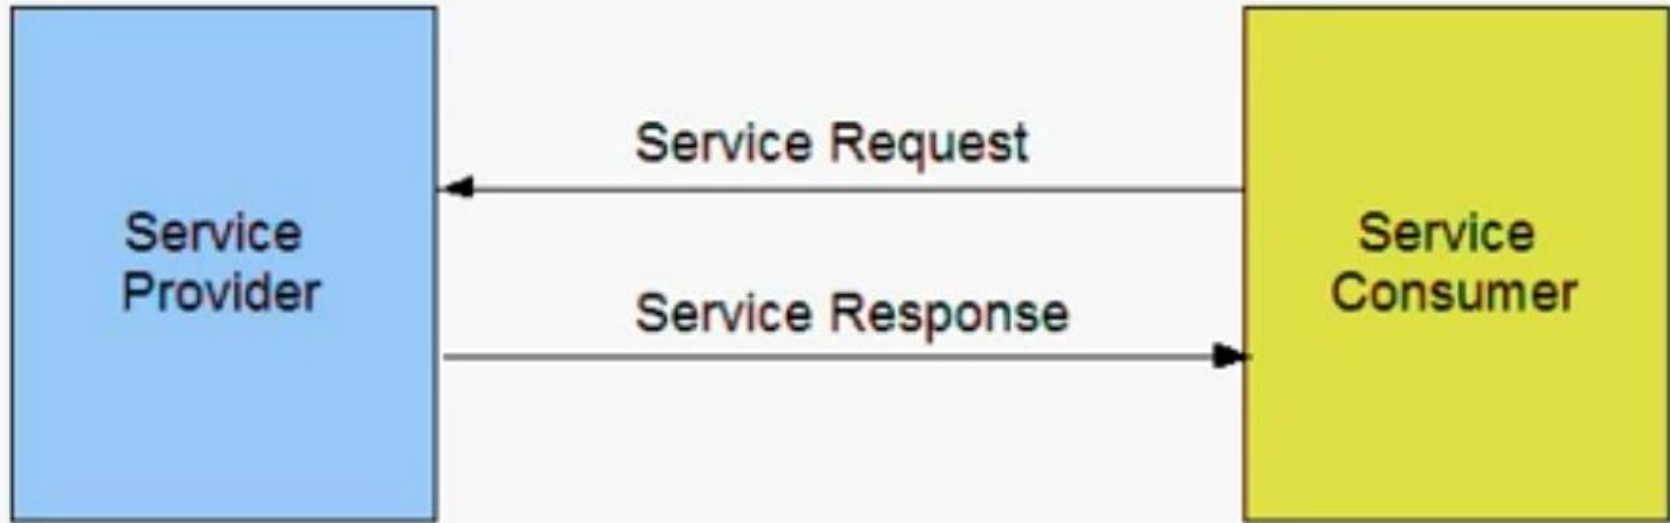 Service
Provider
Service Request
Service Response
Service
Consumer